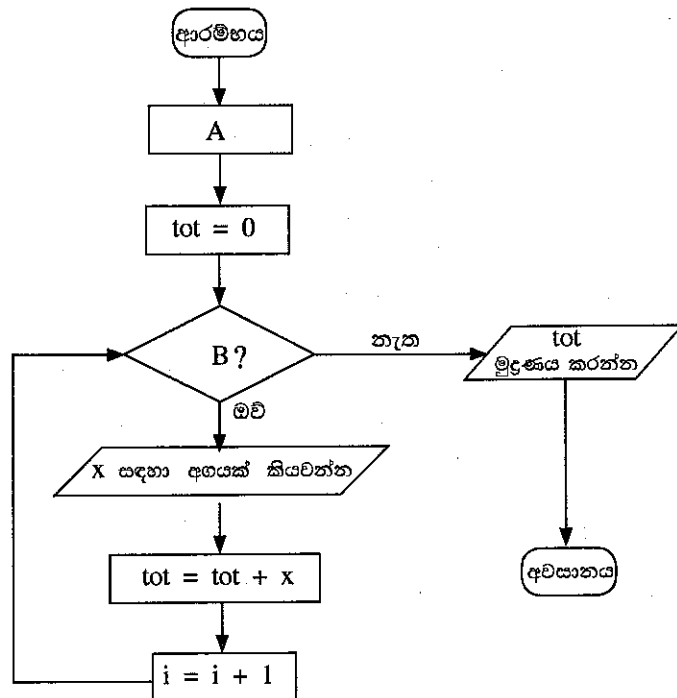 ආරම්භය
A
tot = 0
B?
නැත
tot
මුද්‍රණය කරන්න
ඔව්
x සඳහා අගයක් කියවන්න
tot = tot + x
අවසානය
i = i + 1